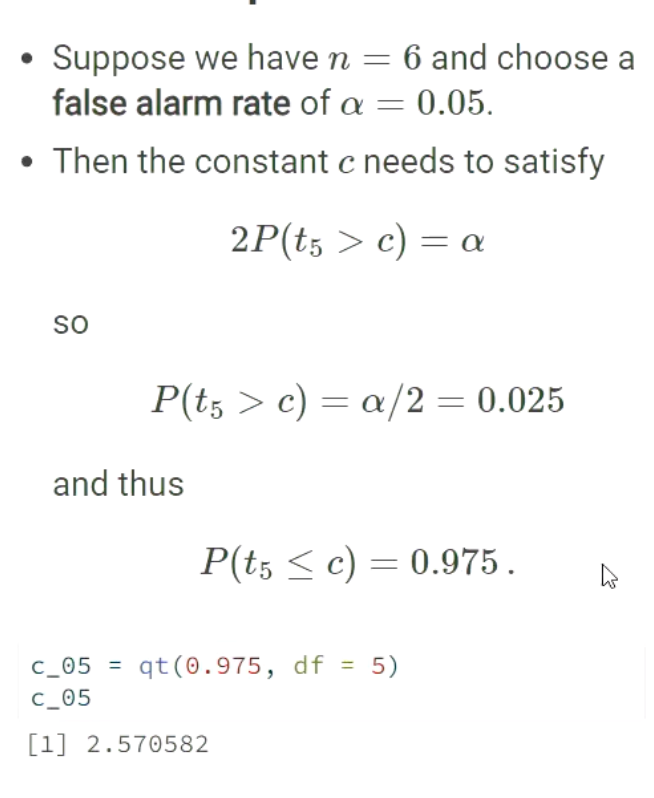 • Suppose we have n = 6 and choose a
false alarm rate of α = 0.05.
• Then the constant c needs to satisfy
2P(t₅ > c) = α
so
P(t₅ > c) = α/2 = 0.025
and thus
P(t₅ ≤ c) = 0.975 .
c_05 = qt(0.975, df = 5)
c_05
[1] 2.570582